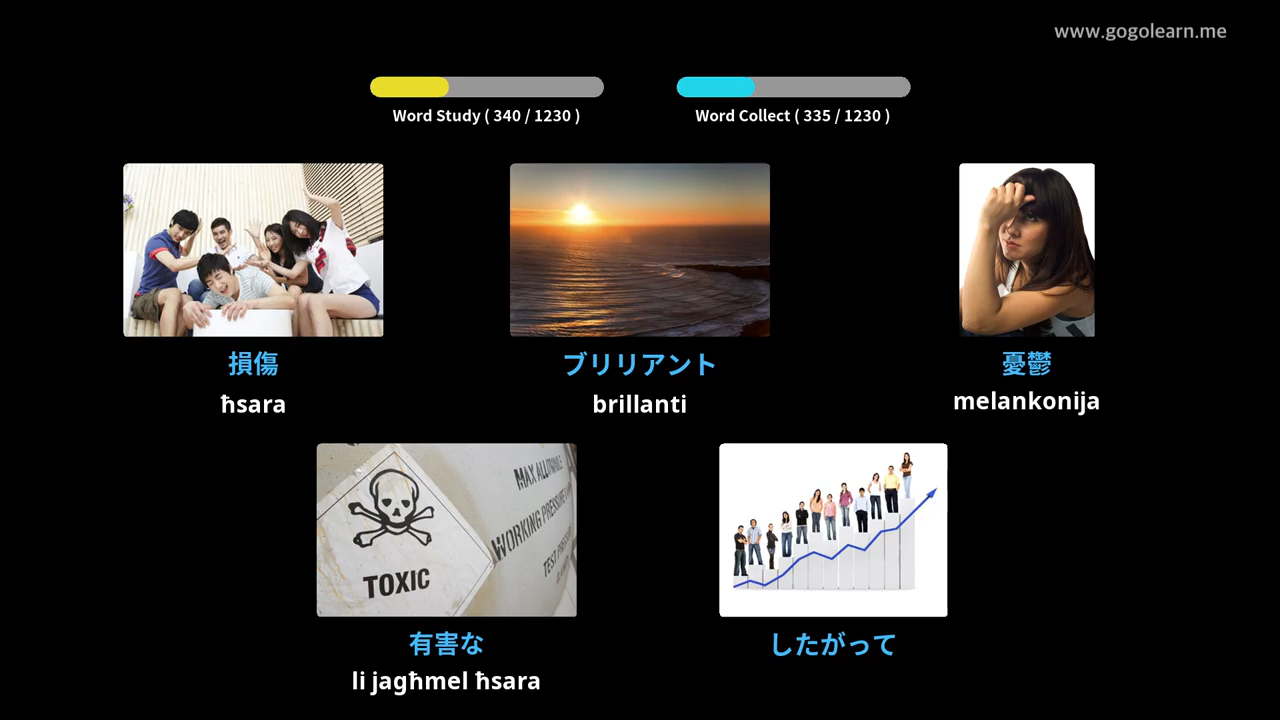 www.gogolearn.me
Word Study ( 340 / 1230 )
Word Collect ( 335 / 1230 )
損傷
ħsara
ブリリアント
brillanti
憂鬱
melankonija
TOXIC
MAX ALLOWABLE
WORKING PRESSURE
有害な
li jagħmel ħsara
したがって